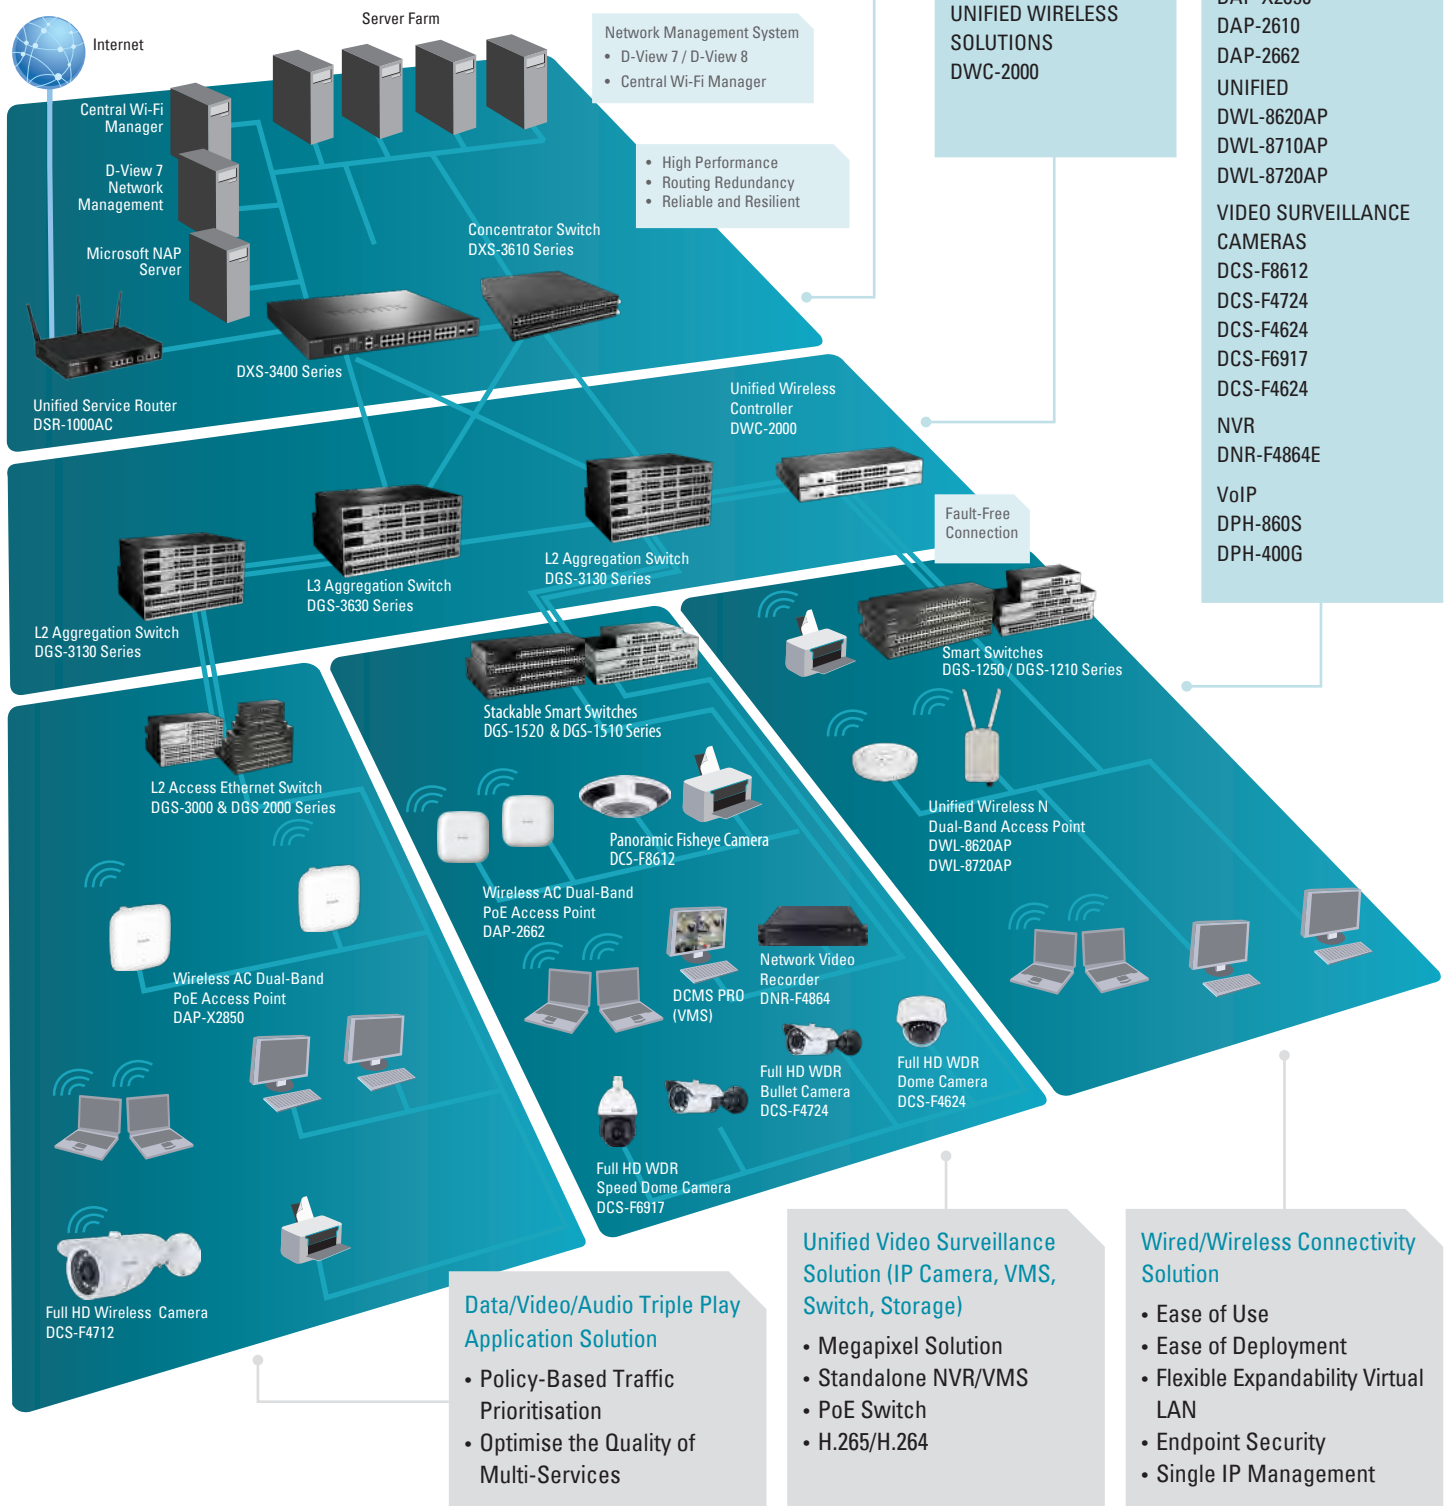 Server Farm
Internet
Central Wi-Fi
Manager
D-View 7
Network
Management
Microsoft NAP
Server
Network Management System
• D-View 7 / D-View 8
• Central Wi-Fi Manager
• High Performance
• Routing Redundancy
• Reliable and Resilient
Concentrator Switch
DXS-3610 Series
DXS-3400 Series
Unified Service Router
DSR-1000AC
UNIFIED WIRELESS
SOLUTIONS
DWC-2000
DAP-2610
DAP-2662
UNIFIED
DWL-8620AP
DWL-8710AP
DWL-8720AP
VIDEO SURVEILLANCE
CAMERAS
DCS-F8612
DCS-F4724
DCS-F4624
DCS-F6917
DCS-F4624
NVR
DNR-F4864E
VoIP
DPH-860S
DPH-400G
Unified Wireless
Controller
DWC-2000
L2 Aggregation Switch
DGS-3130 Series
L3 Aggregation Switch
DGS-3630 Series
L2 Aggregation Switch
DGS-3130 Series
Fault-Free
Connection
Smart Switches
DGS-1250 / DGS-1210 Series
Stackable Smart Switches
DGS-1520 & DGS-1510 Series
L2 Access Ethernet Switch
DGS-3000 & DGS 2000 Series
Wireless AC Dual-Band
PoE Access Point
DAP-X2850
Full HD Wireless Camera
DCS-F4712
Panoramic Fisheye Camera
DCS-F8612
Wireless AC Dual-Band
PoE Access Point
DAP-2662
DCMS PRO
(VMS)
Network Video
Recorder
DNR-F4864
Full HD WDR
Bullet Camera
DCS-F4724
Full HD WDR
Dome Camera
DCS-F4624
Full HD WDR
Speed Dome Camera
DCS-F6917
Unified Wireless N
Dual-Band Access Point
DWL-8620AP
DWL-8720AP
Data/Video/Audio Triple Play
Application Solution
• Policy-Based Traffic
Prioritisation
• Optimise the Quality of
Multi-Services
Unified Video Surveillance
Solution (IP Camera, VMS,
Switch, Storage)
• Megapixel Solution
• Standalone NVR/VMS
• PoE Switch
• H.265/H.264
Wired/Wireless Connectivity
Solution
• Ease of Use
• Ease of Deployment
• Flexible Expandability Virtual
LAN
• Endpoint Security
• Single IP Management